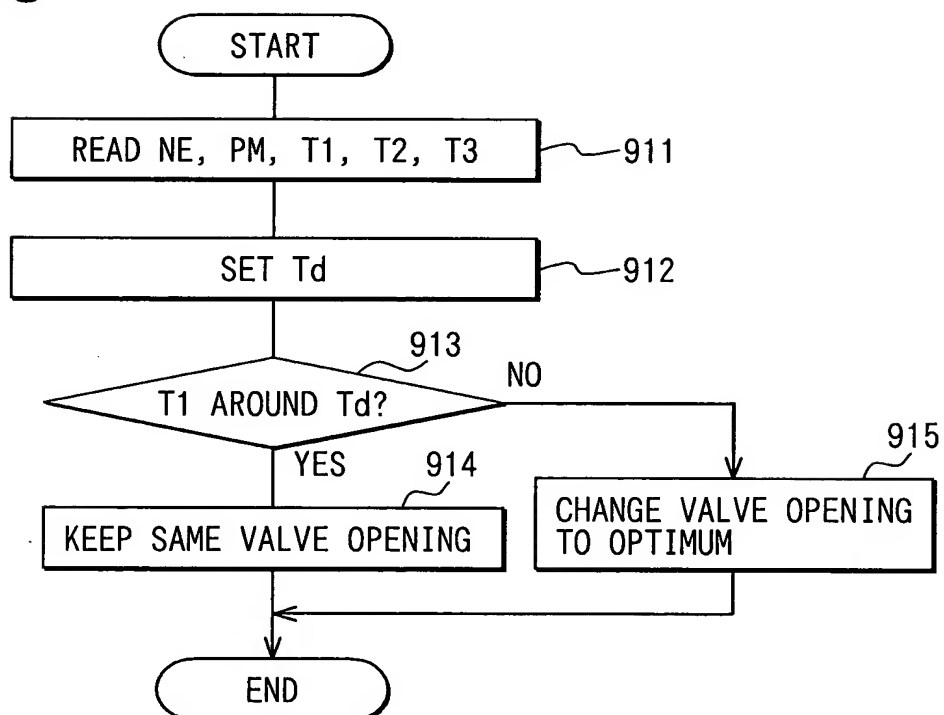 START
READ NE, PM, T1, T2, T3
911
SET Td
912
913
T1 AROUND Td?
NO
YES
914
915
KEEP SAME VALVE OPENING
CHANGE VALVE OPENING
TO OPTIMUM
END